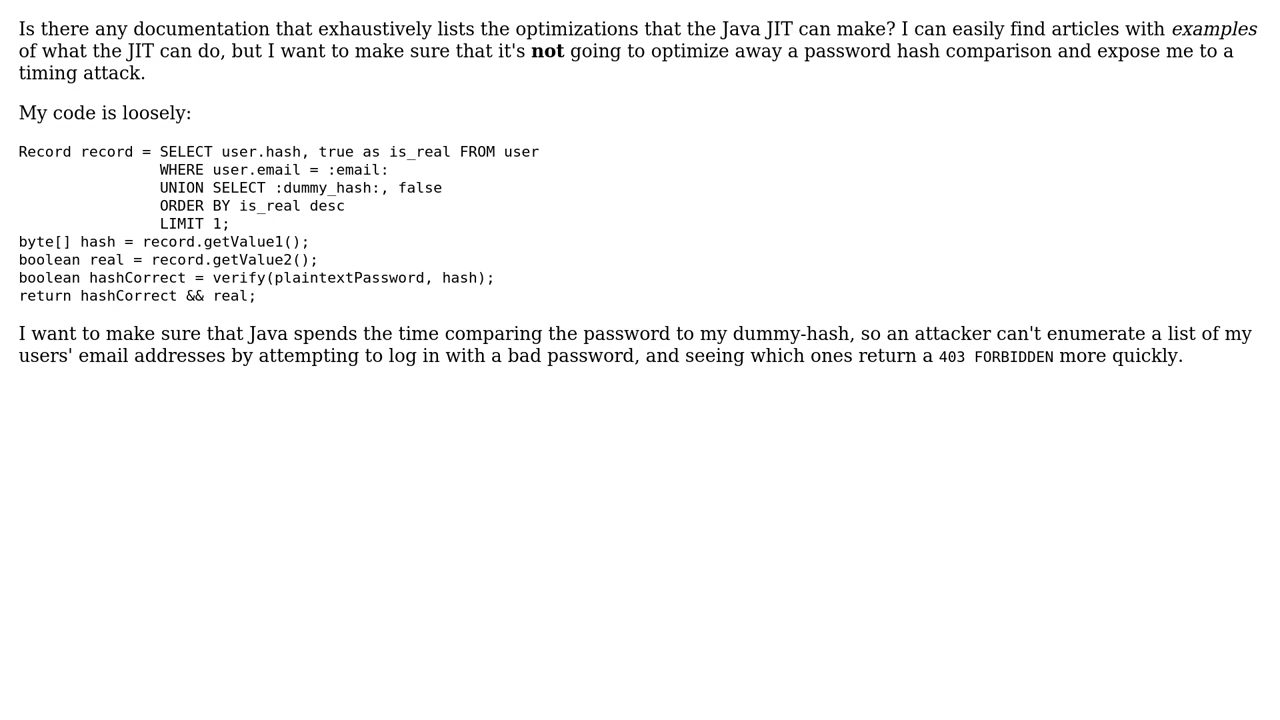 Is there any documentation that exhaustively lists the optimizations that the Java JIT can make? I can easily find articles with examples
of what the JIT can do, but I want to make sure that it's not going to optimize away a password hash comparison and expose me to a
timing attack.
My code is loosely:
Record record = SELECT user.hash, true as is_real FROM user
                WHERE user.email = :email:
                UNION SELECT :dummy_hash:, false
                ORDER BY is_real desc
                LIMIT 1;
byte[] hash = record.getValue1();
boolean real = record.getValue2();
boolean hashCorrect = verify(plaintextPassword, hash);
return hashCorrect && real;
I want to make sure that Java spends the time comparing the password to my dummy-hash, so an attacker can't enumerate a list of my
users' email addresses by attempting to log in with a bad password, and seeing which ones return a 403 FORBIDDEN more quickly.